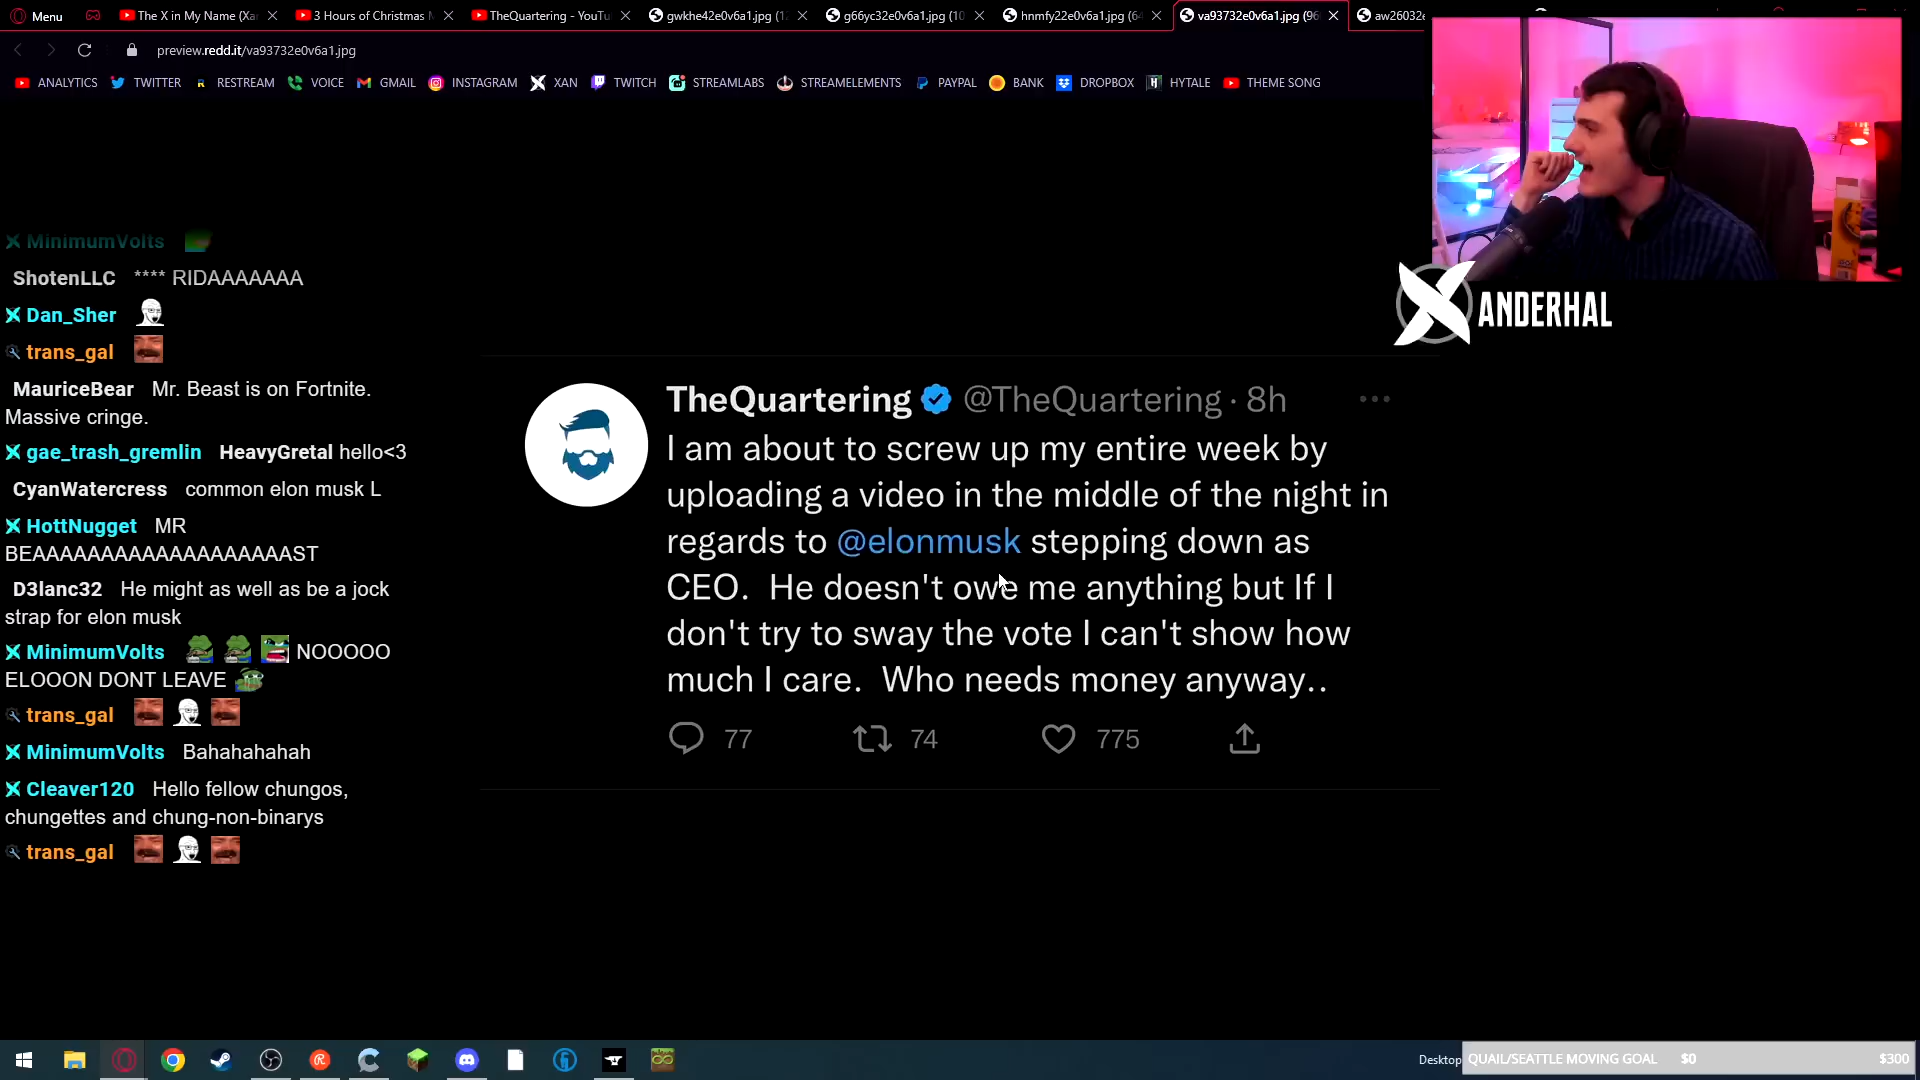 Menu
The X in My Name (Xa
3 Hours of Christmas M
TheQuartering - YouTu
gwkhe42e0v6a1.jpg (1
g66yc32e0v6a1.jpg (10
hnmfy22e0v6a1.jpg (64
va93732e0v6a1.jpg (96
aw26032e
preview.redd.it/va93732e0v6a1.jpg
ANALYTICS TWITTER RESTREAM VOICE GMAIL INSTAGRAM XAN TWITCH STREAMLABS STREAMELEMENTS PAYPAL BANK DROPBOX HYTALE THEME SONG
MinimumVolts
ShotenLLC **** RIDAAAAAAA
Dan_Sher
trans_gal
MauriceBear Mr. Beast is on Fortnite.
Massive cringe.
gae_trash_gremlin HeavyGretal hello<3
CyanWatercress common elon musk L
HottNugget MR
BEAAAAAAAAAAAAAAAAAAAST
D3lanc32 He might as well as be a jock
strap for elon musk
MinimumVolts NOOOOO
ELOOON DONT LEAVE
trans_gal
MinimumVolts Bahahahahah
Cleaver120 Hello fellow chungos,
chungettes and chung-non-binarys
trans_gal
XANDERHAL
TheQuartering @TheQuartering · 8h
I am about to screw up my entire week by
uploading a video in the middle of the night in
regards to @elonmusk stepping down as
CEO. He doesn't owe me anything but If I
don't try to sway the vote I can't show how
much I care. Who needs money anyway..
77 74 775
Desktop
QUAIL/SEATTLE MOVING GOAL $0 $300